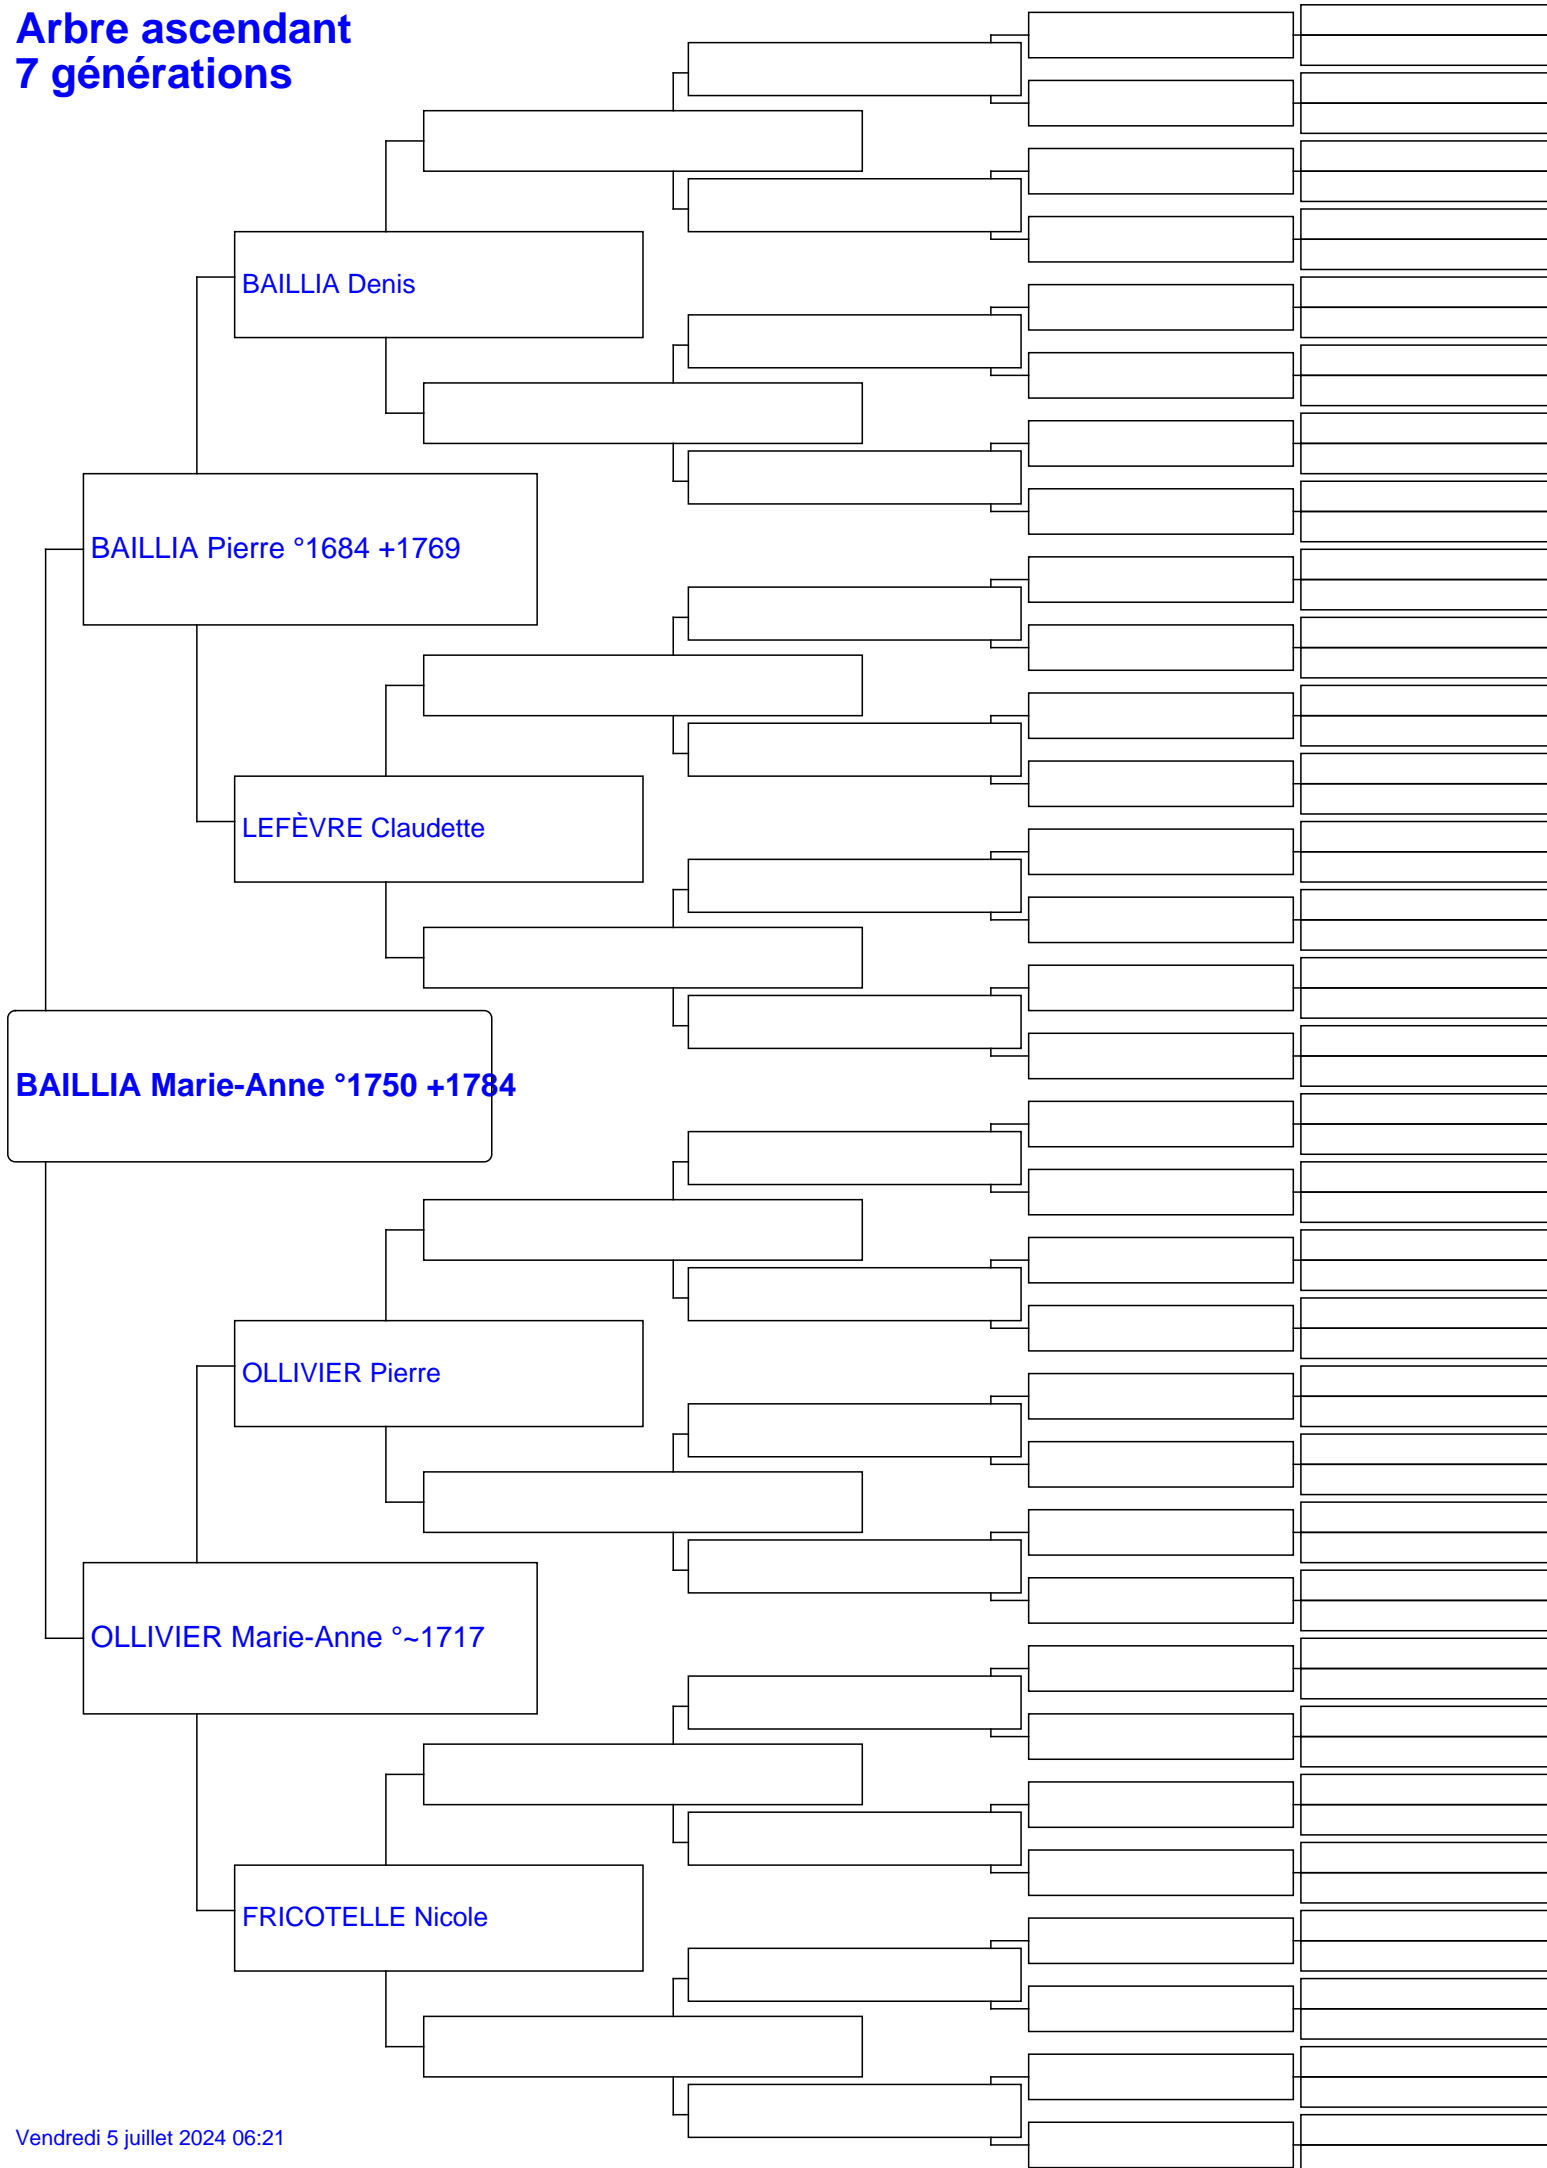 Arbre ascendant
7 générations
BAILLIA Denis
BAILLIA Pierre °1684 +1769
LEFÈVRE Claudette
BAILLIA Marie-Anne °1750 +1784
OLLIVIER Pierre
OLLIVIER Marie-Anne °~1717
FRICOTELLE Nicole
Vendredi 5 juillet 2024 06:21